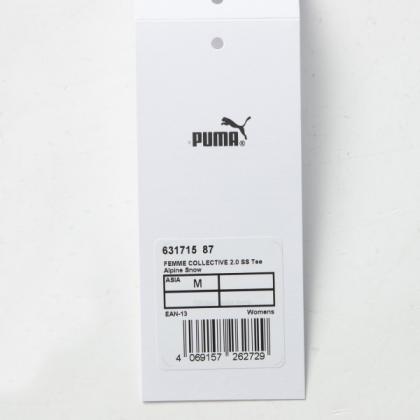 PUMA®
631715 87
FEMME COLLECTIVE 2.0 SS Tee
Alpine Snow
ASIA M
EAN-13 Womens
4 069157 262729